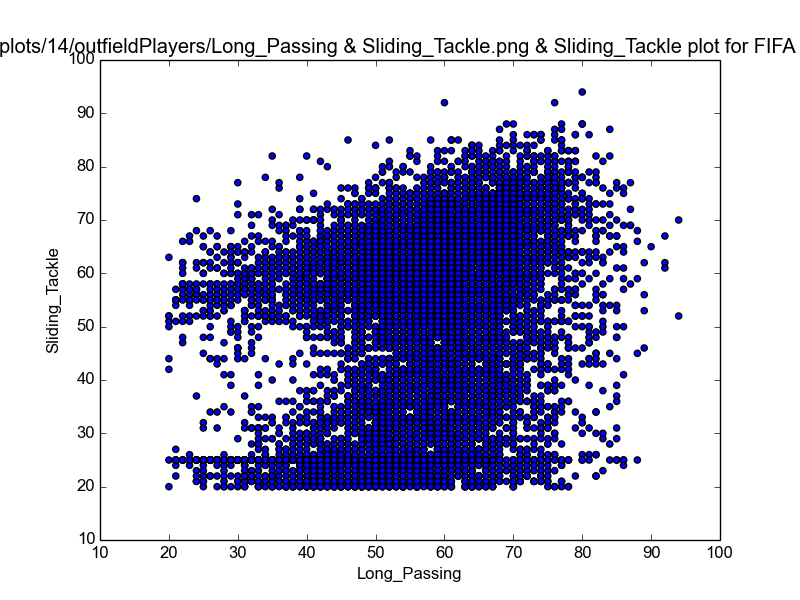 plots/14/outfieldPlayers/Long_Passing & Sliding_Tackle.png & Sliding_Tackle plot for FIFA
100
90
80
70
60
50
40
30
20
10
Sliding_Tackle
10 20 30 40 50 60 70 80 90 100
Long_Passing